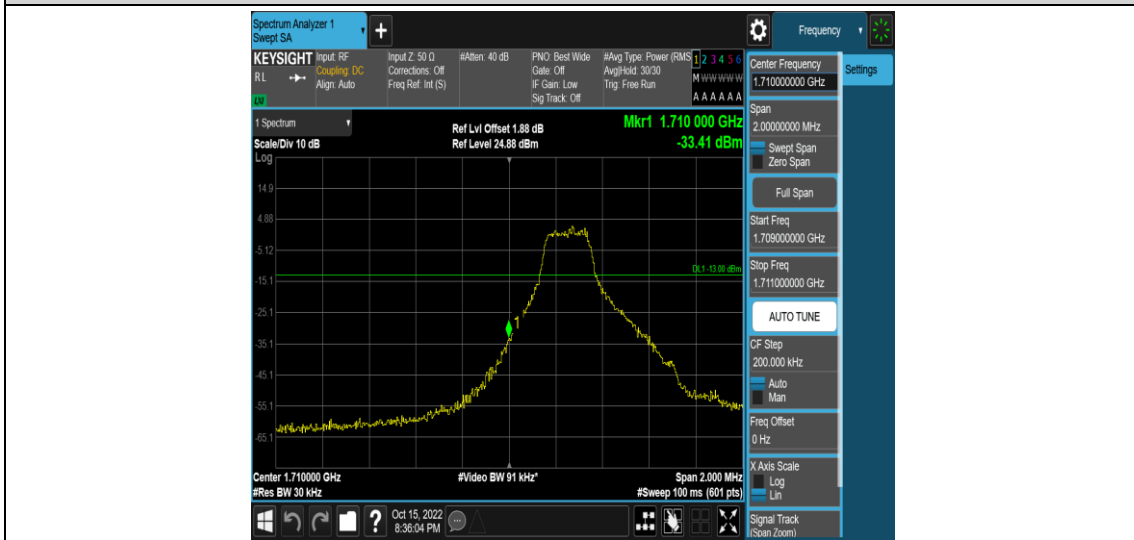 Spectrum Analyzer 1
Swept SA
+
Frequency
KEYSIGHT
RL
Input: RF
Coupling: DC
Align: Auto
Input Z: 50 Ω
Corrections: Off
Freq Ref: Int (S)
#Atten: 40 dB
PNO: Best Wide
Gate: Off
IF Gain: Low
Sig Track: Off
#Avg Type: Power (RMS
Avg|Hold: 30/30
Trig: Free Run
1 2 3 4 5 6
M W W W W W
A A A A A A
1 Spectrum
Scale/Div 10 dB
Log
Ref Lvl Offset 1.88 dB
Ref Level 24.88 dBm
Mkr1 1.710 000 GHz
-33.41 dBm
14.9
4.88
-5.12
-15.1
-25.1
-35.1
-45.1
-55.1
-65.1
DL1 -13.00 dBm
1
Center 1.710000 GHz
#Res BW 30 kHz
#Video BW 91 kHz*
Span 2.000 MHz
#Sweep 100 ms (601 pts)
Oct 15, 2022
8:36:04 PM
Center Frequency
1.710000000 GHz
Settings
Span
2.00000000 MHz
Swept Span
Zero Span
Full Span
Start Freq
1.709000000 GHz
Stop Freq
1.711000000 GHz
AUTO TUNE
CF Step
200.000 kHz
Auto
Man
Freq Offset
0 Hz
X Axis Scale
Log
Lin
Signal Track
(Span Zoom)